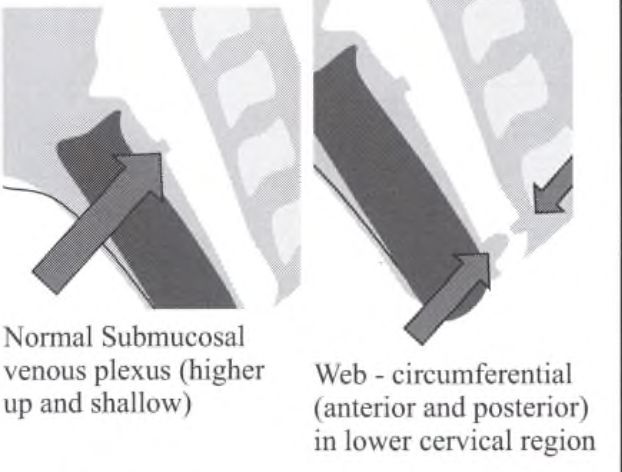 Normal Submucosal
venous plexus (higher
up and shallow)
Web - circumferential
(anterior and posterior)
in lower cervical region